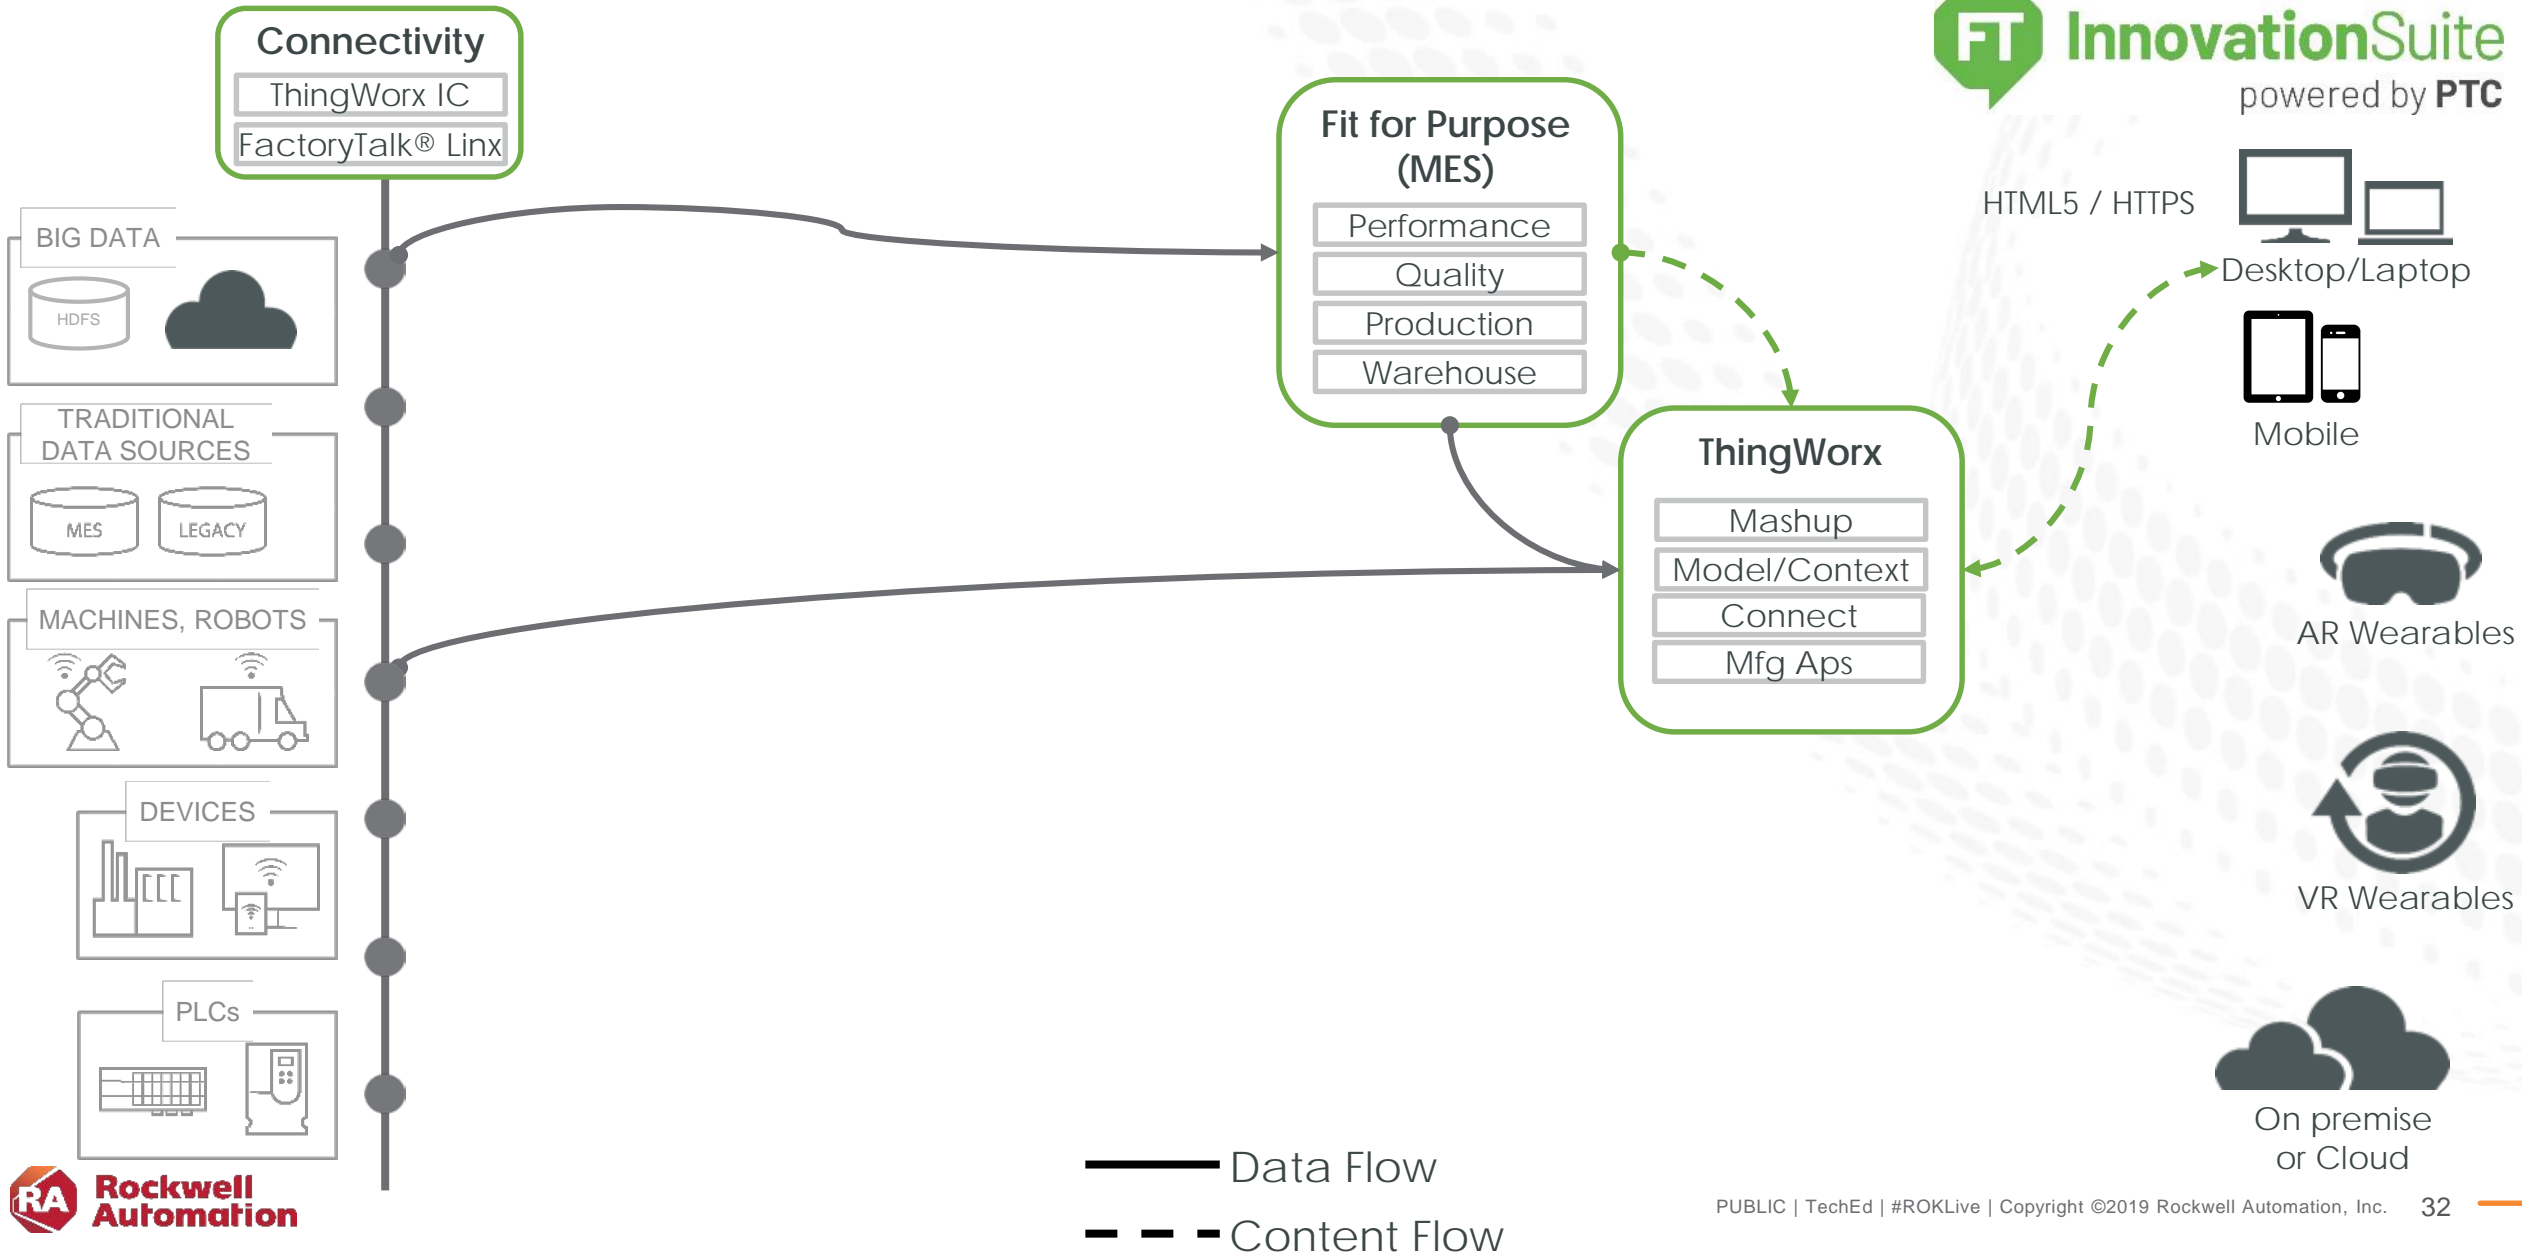 Connectivity
ThingWorx IC
FactoryTalk® Linx
BIG DATA
HDFS
TRADITIONAL
DATA SOURCES
MES
LEGACY
MACHINES, ROBOTS
DEVICES
PLCs
RA
Rockwell
Automation
Fit for Purpose
(MES)
Performance
Quality
Production
Warehouse
ThingWorx
Mashup
Model/Context
Connect
Mfg Aps
FT InnovationSuite
powered by PTC
HTML5 / HTTPS
Desktop/Laptop
Mobile
AR Wearables
VR Wearables
On premise
or Cloud
Data Flow
Content Flow
PUBLIC | TechEd | #ROKLive | Copyright ©2019 Rockwell Automation, Inc. 32